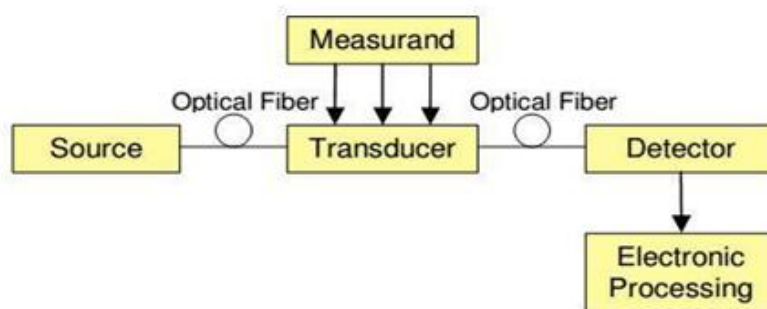 Measurand
Optical Fiber
Optical Fiber
Source
Transducer
Detector
Electronic
Processing